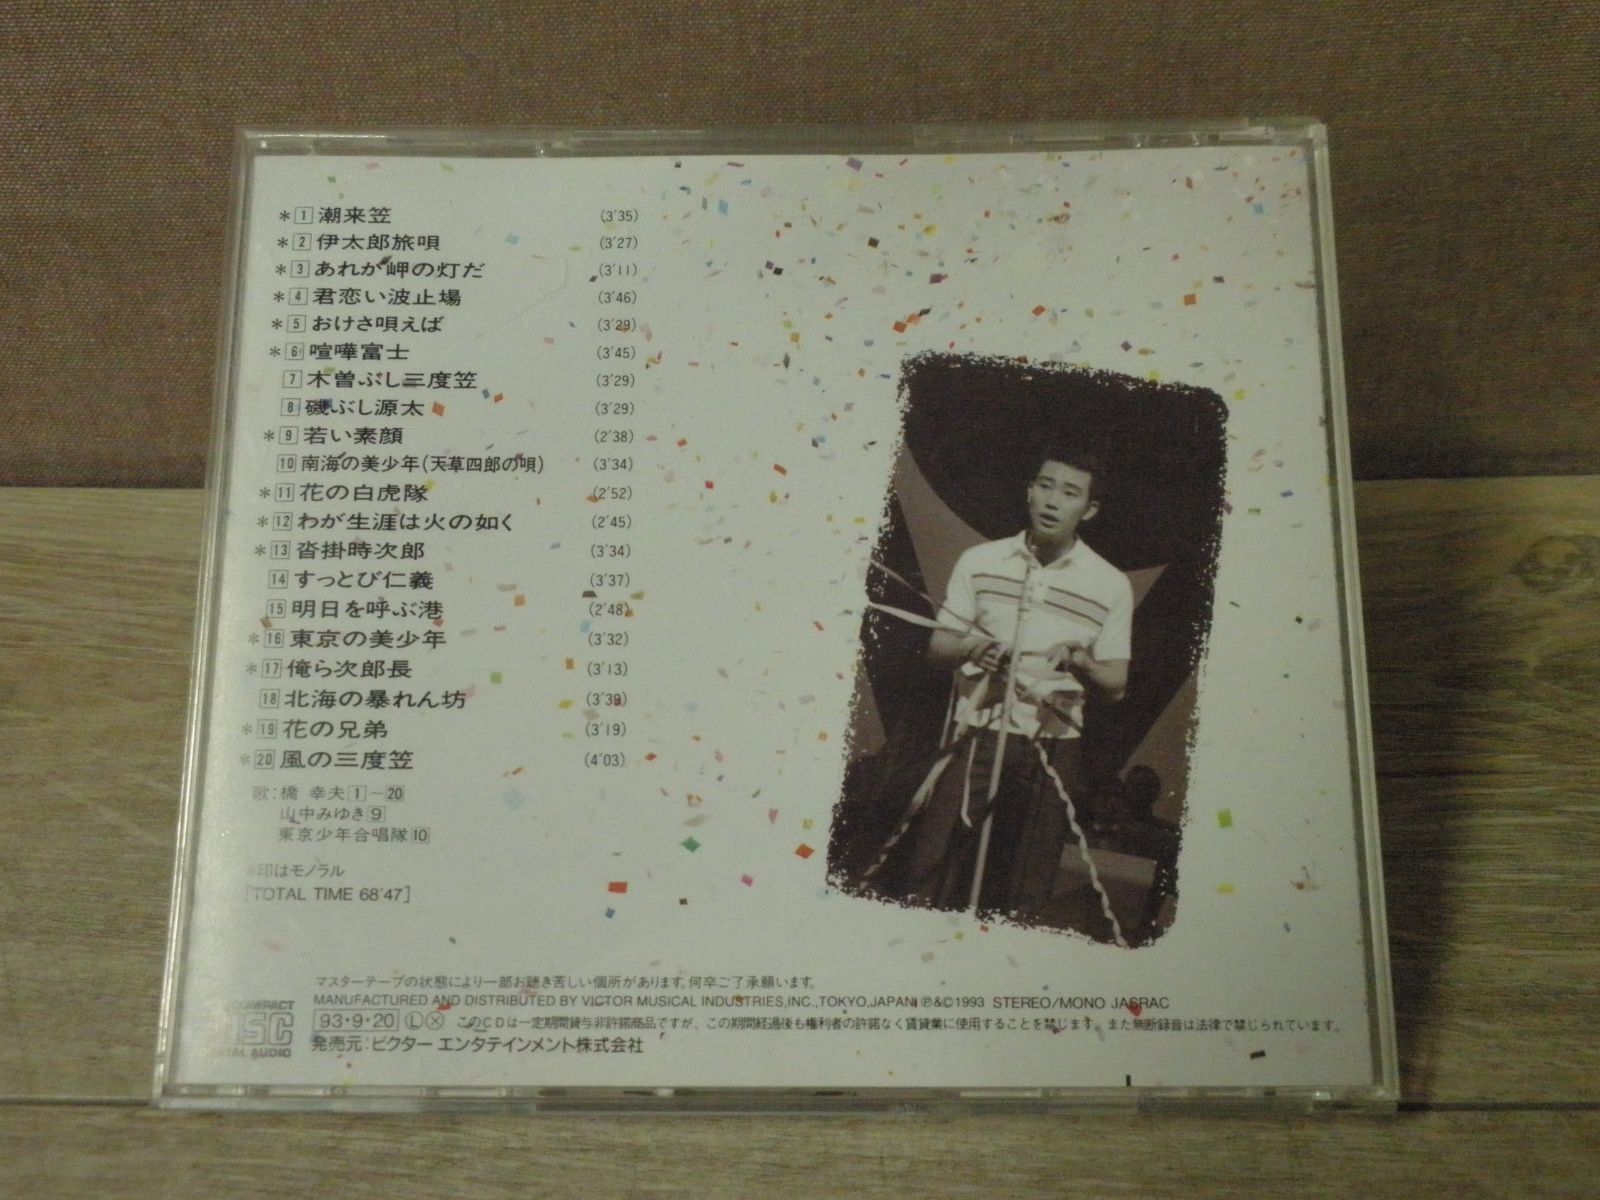 ＊1 潮来笠 (3'35)
＊2 伊太郎旅唄 (3'27)
＊3 あれが岬の灯だ (3'11)
＊4 君恋い波止場 (3'46)
＊5 おけさ唄えば (3'29)
＊6 喧嘩富士 (3'45)
7 木曽ぶし三度笠 (3'29)
8 磯ぶし源太 (3'29)
＊9 若い素顔 (2'38)
10 南海の美少年(天草四郎の唄) (3'34)
＊11 花の白虎隊 (2'52)
＊12 わが生涯は火の如く (2'45)
＊13 沓掛時次郎 (3'34)
14 すっとび仁義 (3'37)
15 明日を呼ぶ港 (2'48)
＊16 東京の美少年 (3'32)
＊17 俺ら次郎長 (3'13)
18 北海の暴れん坊 (3'39)
＊19 花の兄弟 (3'19)
＊20 風の三度笠 (4'03)
歌：橋 幸夫1～20
山中みゆき9
東京少年合唱隊10
＊印はモノラル
[TOTAL TIME 68'47]
マスターテープの状態により一部お聴き苦しい個所があります。何卒ご了承願います。
MANUFACTURED AND DISTRIBUTED BY VICTOR MUSICAL INDUSTRIES,INC.,TOKYO,JAPAN ℗&©1993 STEREO/MONO JASRAC
COMPACT
DISC
DIGITAL AUDIO
93・9・20 Ⓛ ⓧ このCDは一定期間貸与非許諾商品ですが、この期間経過後も権利者の許諾なく賃貸業に使用することを禁じます。また無断録音は法律で禁じられています。
発売元：ビクター エンタテインメント株式会社